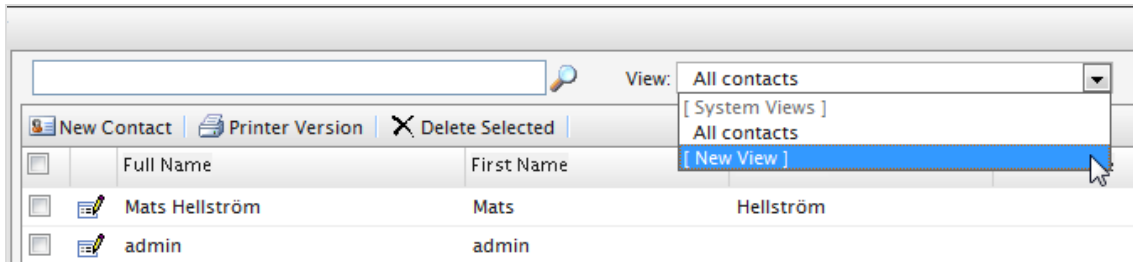 View: All contacts
[ System Views ]
All contacts
[ New View ]
New Contact Printer Version Delete Selected
Full Name First Name
Mats Hellström Mats Hellström
admin admin